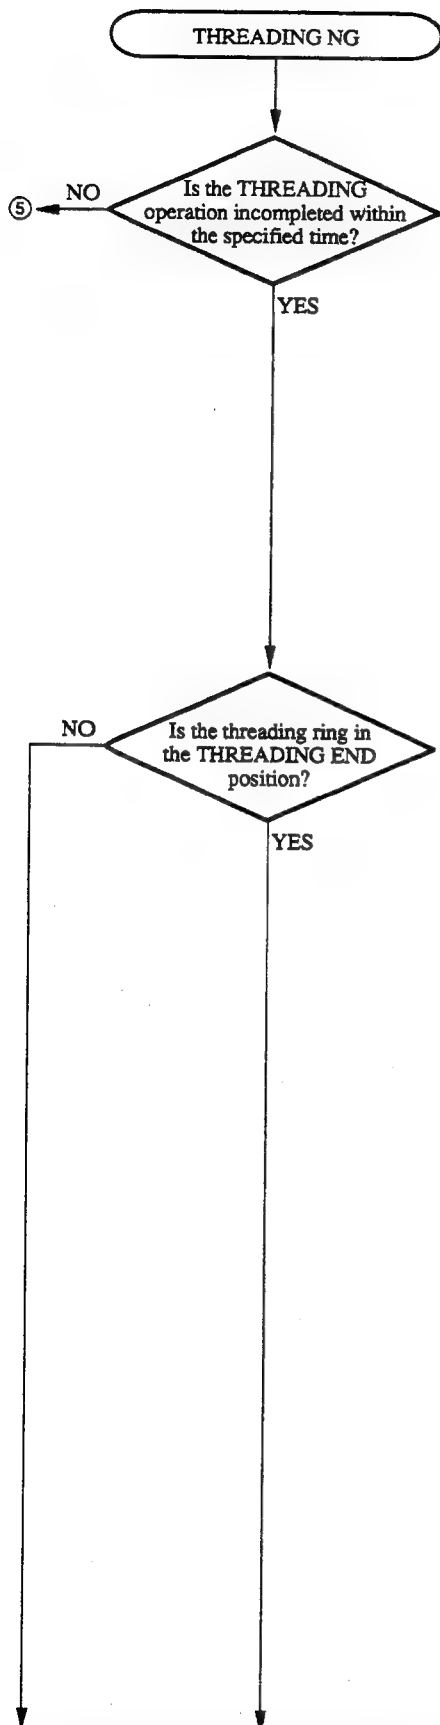 THREADING NG
Is the THREADING
operation incompleted within
the specified time?
NO
⑤
YES
Is the threading ring in
the THREADING END
position?
NO
YES